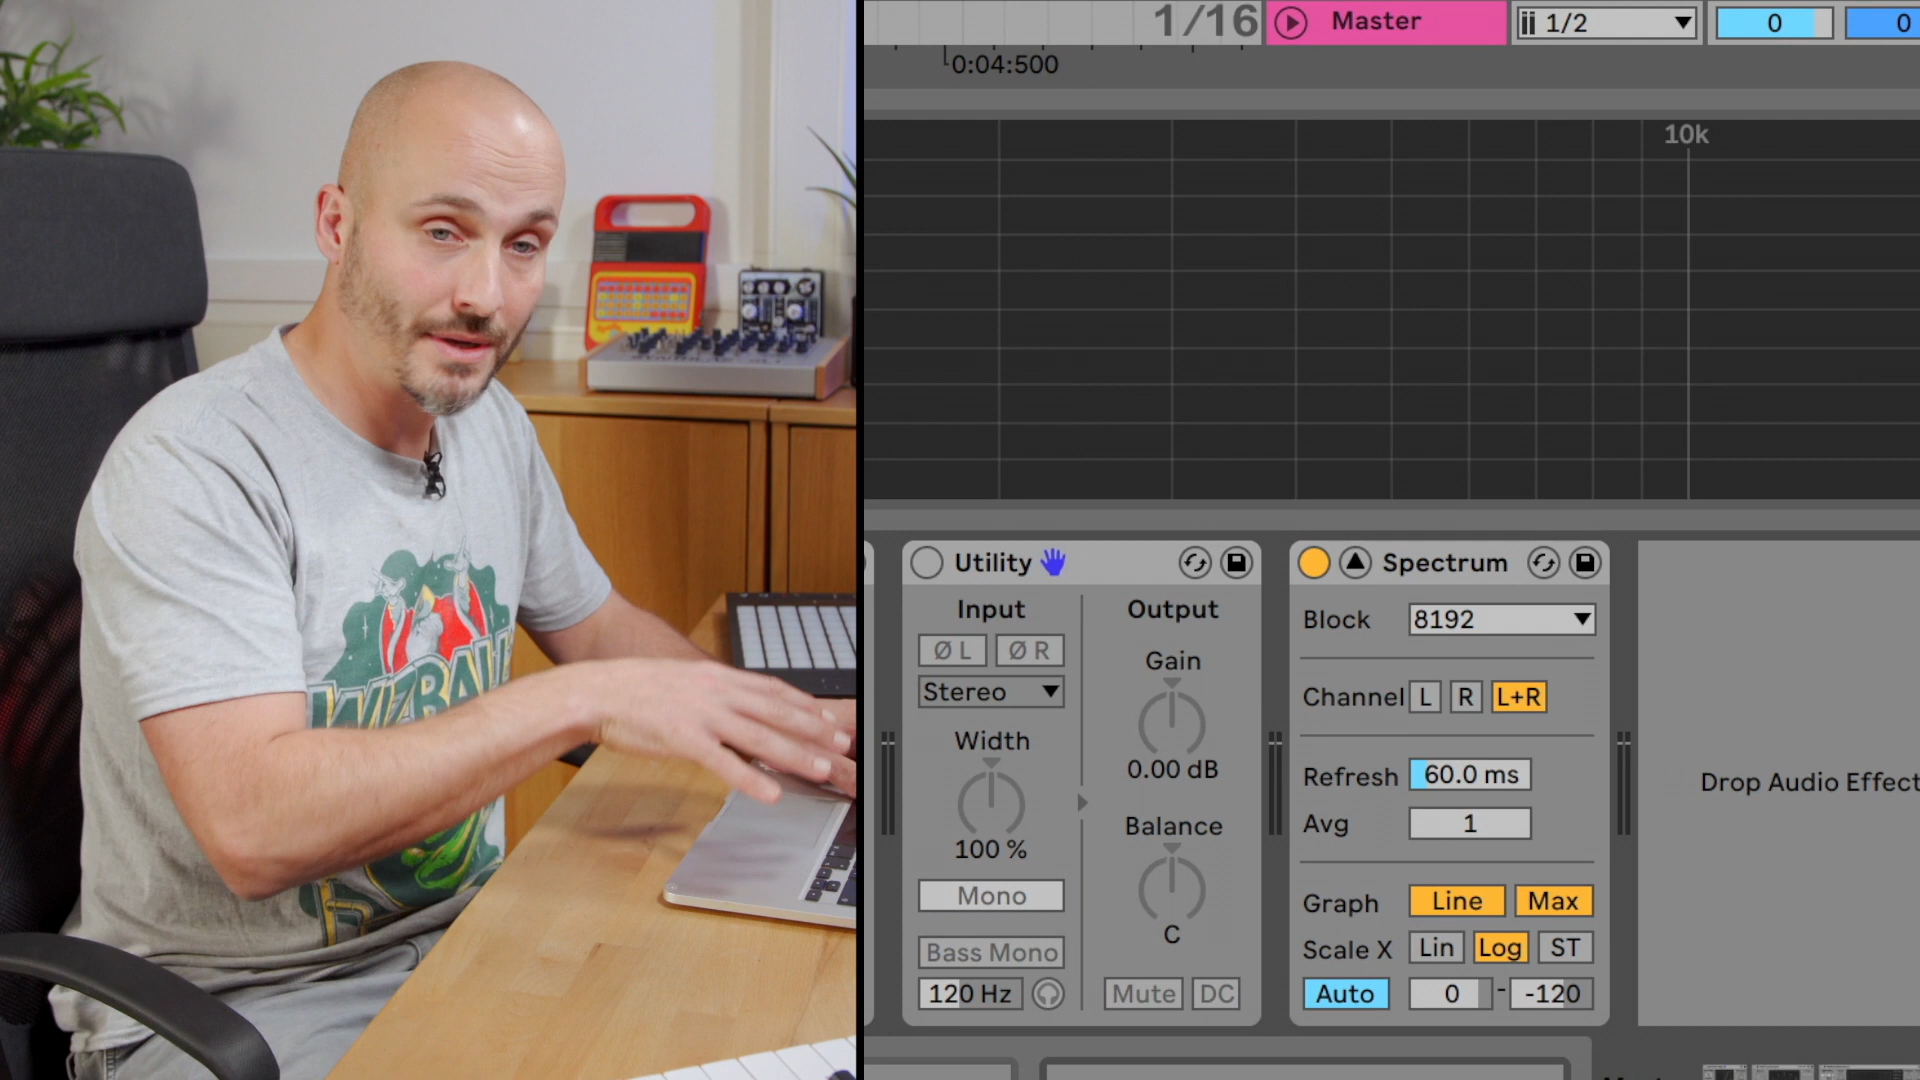 1/16
Master
1/2
0
0
0:04:500
10k
Utility
Input
Ø L
Ø R
Stereo
Width
100 %
Mono
Bass Mono
120 Hz
Output
Gain
0.00 dB
Balance
C
Mute
DC
Spectrum
Block
8192
Channel
L
R
L+R
Refresh
60.0 ms
Avg
1
Graph
Line
Max
Scale X
Lin
Log
ST
Auto
0
-
-120
Drop Audio Effect
WIZBALL